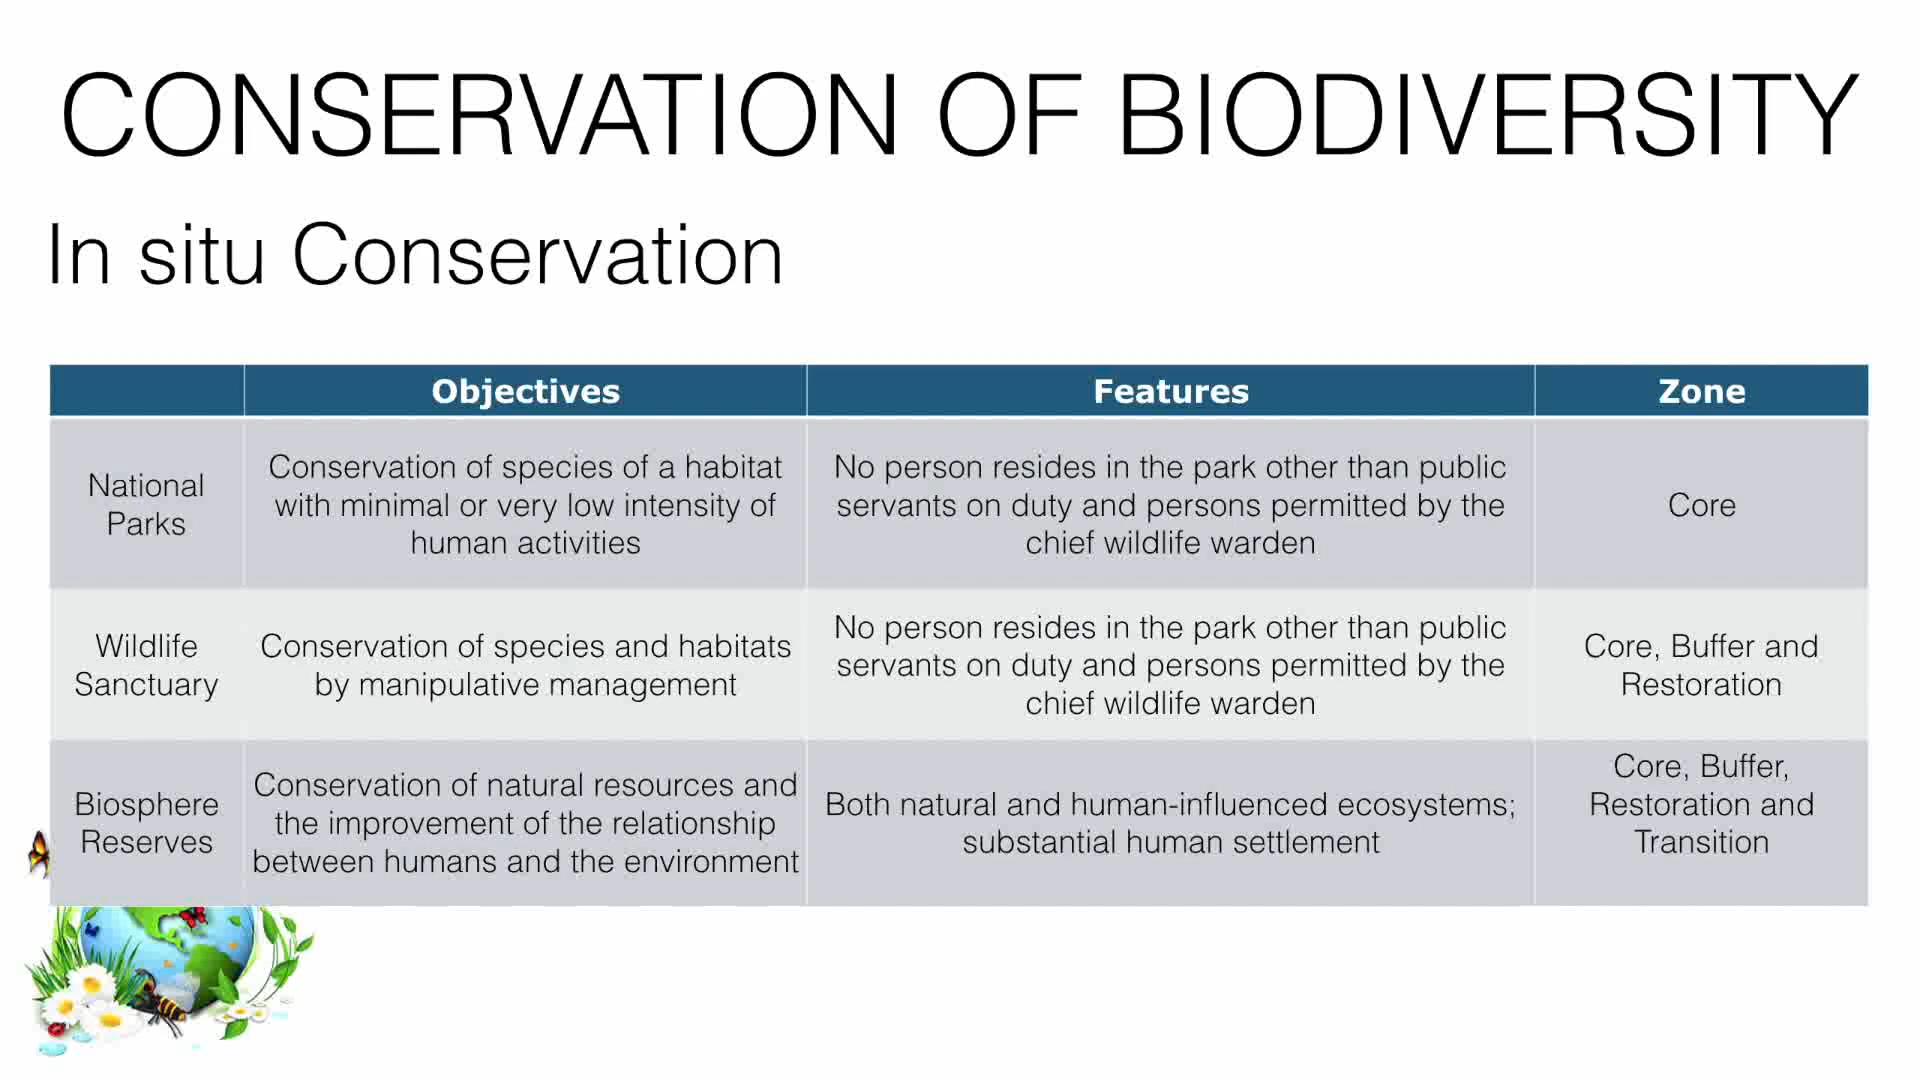 CONSERVATION OF BIODIVERSITY
In situ Conservation
Objectives
Features
Zone
National
Parks
Conservation of species of a habitat
with minimal or very low intensity of
human activities
No person resides in the park other than public
servants on duty and persons permitted by the
chief wildlife warden
Core
Wildlife
Sanctuary
Conservation of species and habitats
by manipulative management
No person resides in the park other than public
servants on duty and persons permitted by the
chief wildlife warden
Core, Buffer and
Restoration
Biosphere
Reserves
Conservation of natural resources and
the improvement of the relationship
between humans and the environment
Both natural and human-influenced ecosystems;
substantial human settlement
Core, Buffer,
Restoration and
Transition